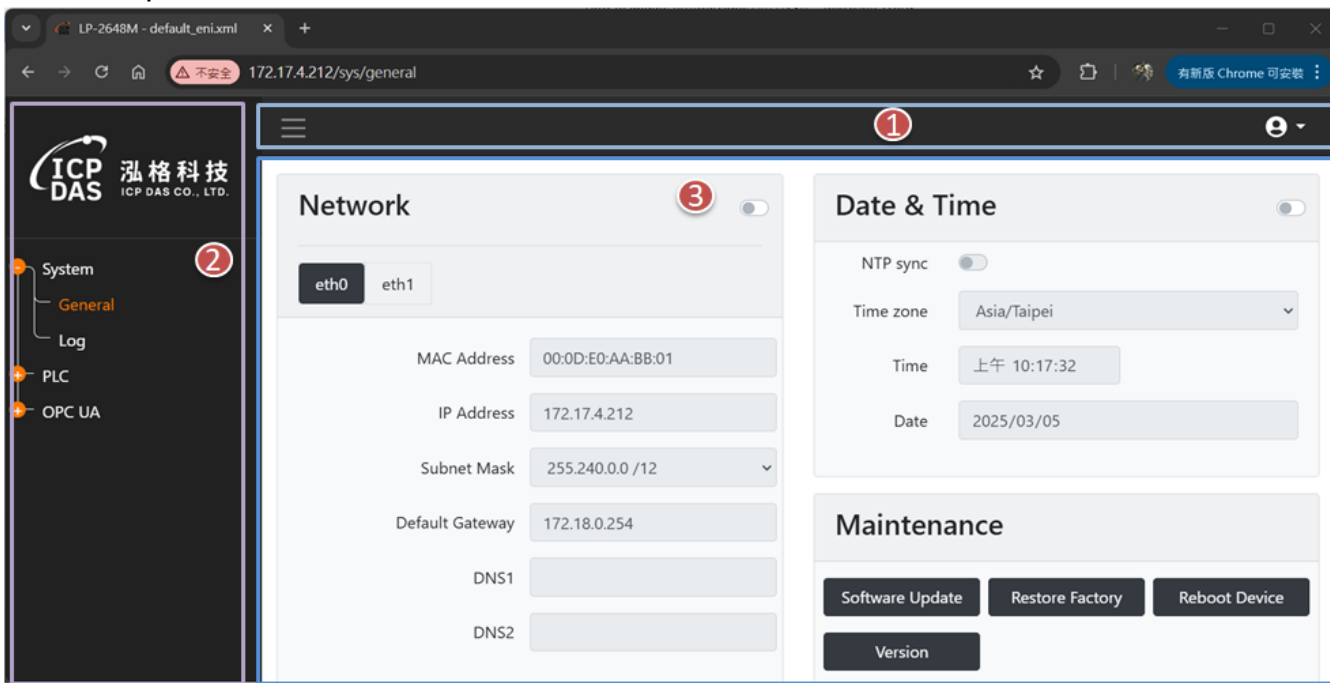 LP-2648M - default_eni.xml
不安全
172.17.4.212/sys/general
有新版 Chrome 可安裝
1
ICP DAS
泓格科技
ICP DAS CO., LTD.
2
System
General
Log
PLC
OPC UA
Network
3
eth0 eth1
MAC Address 00:0D:E0:AA:BB:01
IP Address 172.17.4.212
Subnet Mask 255.240.0.0 /12
Default Gateway 172.18.0.254
DNS1
DNS2
Date & Time
NTP sync
Time zone Asia/Taipei
Time 上午 10:17:32
Date 2025/03/05
Maintenance
Software Update Restore Factory Reboot Device
Version